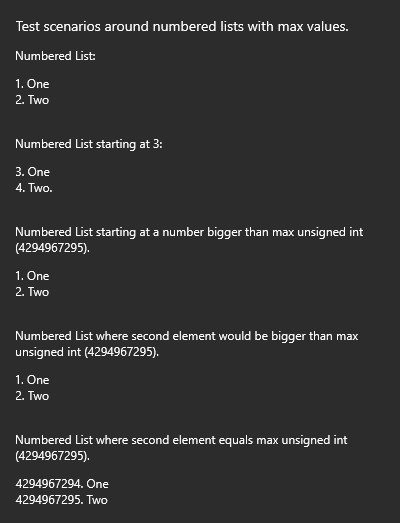 Test scenarios around numbered lists with max values.
Numbered List:
1. One
2. Two
Numbered List starting at 3:
3. One
4. Two.
Numbered List starting at a number bigger than max unsigned int
(4294967295).
1. One
2. Two
Numbered List where second element would be bigger than max
unsigned int (4294967295).
1. One
2. Two
Numbered List where second element equals max unsigned int
(4294967295).
4294967294. One
4294967295. Two